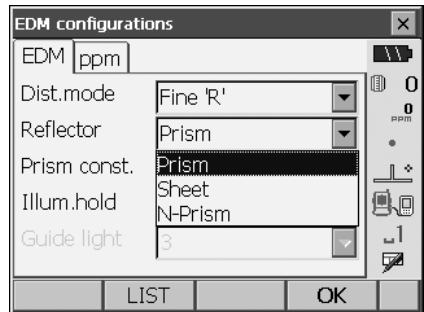 EDM configurations
EDM ppm
Dist.mode Fine 'R'
0
Reflector Prism
0
PPM
Prism const. Prism
Sheet
Illum.hold
N-Prism
Guide light 3
1
LIST OK